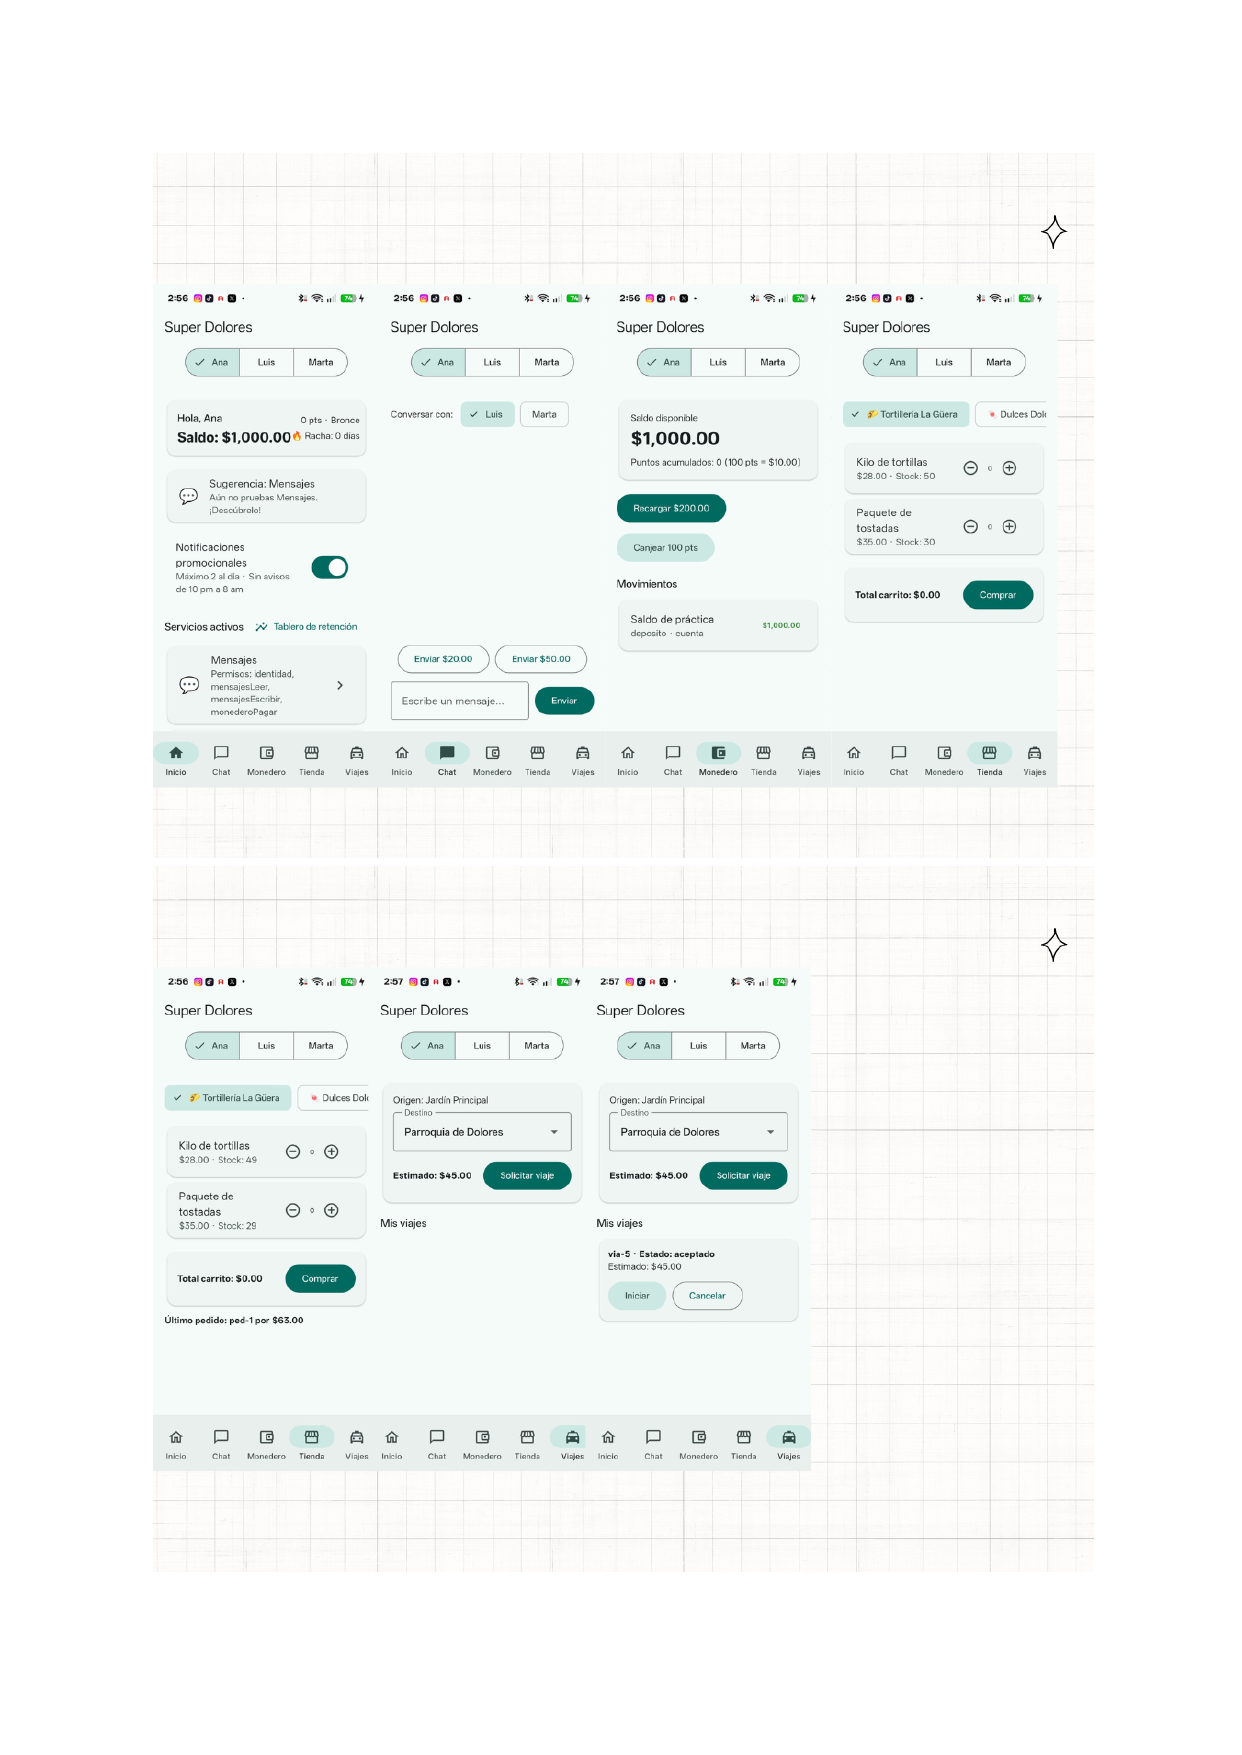 2:56
Super Dolores
Ana Luis Marta
Hola, Ana
0 pts · Bronce
Saldo: $1,000.00
🔥 Racha: 0 días
Sugerencia: Mensajes
Aún no pruebas Mensajes.
¡Descúbrelo!
Notificaciones
promocionales
Máximo 2 al día · Sin avisos
de 10 pm a 8 am
Servicios activos
Tablero de retención
Mensajes
Permisos: identidad,
mensajesLeer,
mensajesEscribir,
monederoPagar
Inicio Chat Monedero Tienda Viajes
2:56
Super Dolores
Ana Luis Marta
Conversar con: Luis Marta
Enviar $20.00 Enviar $50.00
Escribe un mensaje...
Enviar
Inicio Chat Monedero Tienda Viajes
2:56
Super Dolores
Ana Luis Marta
Saldo disponible
$1,000.00
Puntos acumulados: 0 (100 pts = $10.00)
Recargar $200.00
Canjear 100 pts
Movimientos
Saldo de práctica
deposito · cuenta
$1,000.00
Inicio Chat Monedero Tienda Viajes
2:56
Super Dolores
Ana Luis Marta
Tortillería La Güera Dulces Dolo
Kilo de tortillas
$28.00 · Stock: 50
0
Paquete de
tostadas
$35.00 · Stock: 30
0
Total carrito: $0.00
Comprar
Inicio Chat Monedero Tienda Viajes
2:56
Super Dolores
Ana Luis Marta
Tortillería La Güera Dulces Dolo
Kilo de tortillas
$28.00 · Stock: 49
0
Paquete de
tostadas
$35.00 · Stock: 29
0
Total carrito: $0.00
Comprar
Último pedido: ped-1 por $63.00
Inicio Chat Monedero Tienda Viajes
2:57
Super Dolores
Ana Luis Marta
Origen: Jardín Principal
Destino
Parroquia de Dolores
Estimado: $45.00
Solicitar viaje
Mis viajes
Inicio Chat Monedero Tienda Viajes
2:57
Super Dolores
Ana Luis Marta
Origen: Jardín Principal
Destino
Parroquia de Dolores
Estimado: $45.00
Solicitar viaje
Mis viajes
via-5 · Estado: aceptado
Estimado: $45.00
Iniciar Cancelar
Inicio Chat Monedero Tienda Viajes